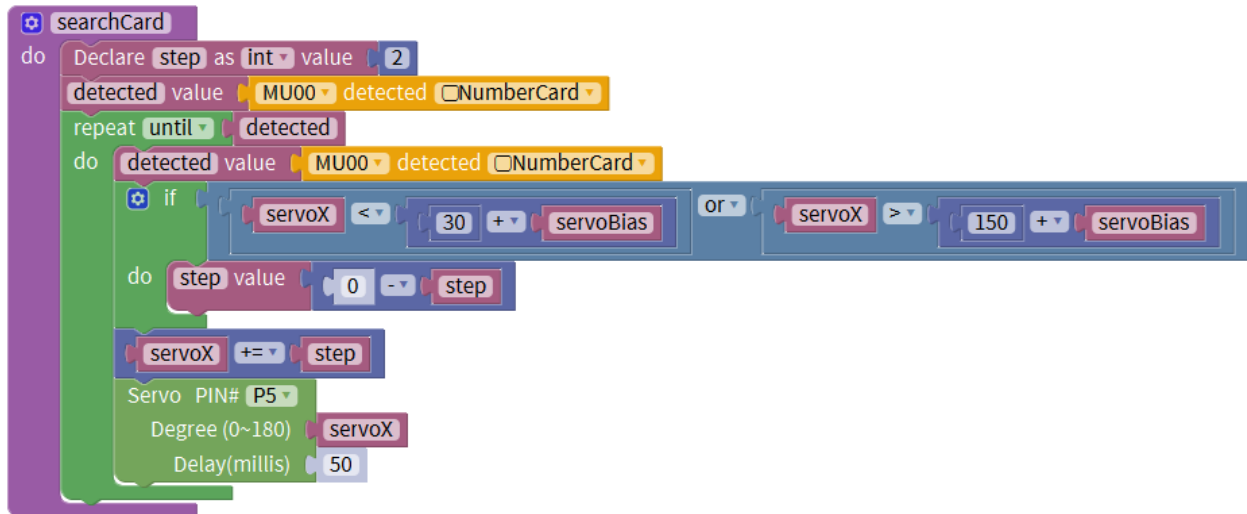 searchCard
do Declare step as int value 2
detected value MU00 detected NumberCard
repeat until detected
do detected value MU00 detected NumberCard
if servoX < 30 + servoBias or servoX > 150 + servoBias
do step value 0 - step
servoX += step
Servo PIN# P5
Degree (0~180) servoX
Delay(millis) 50